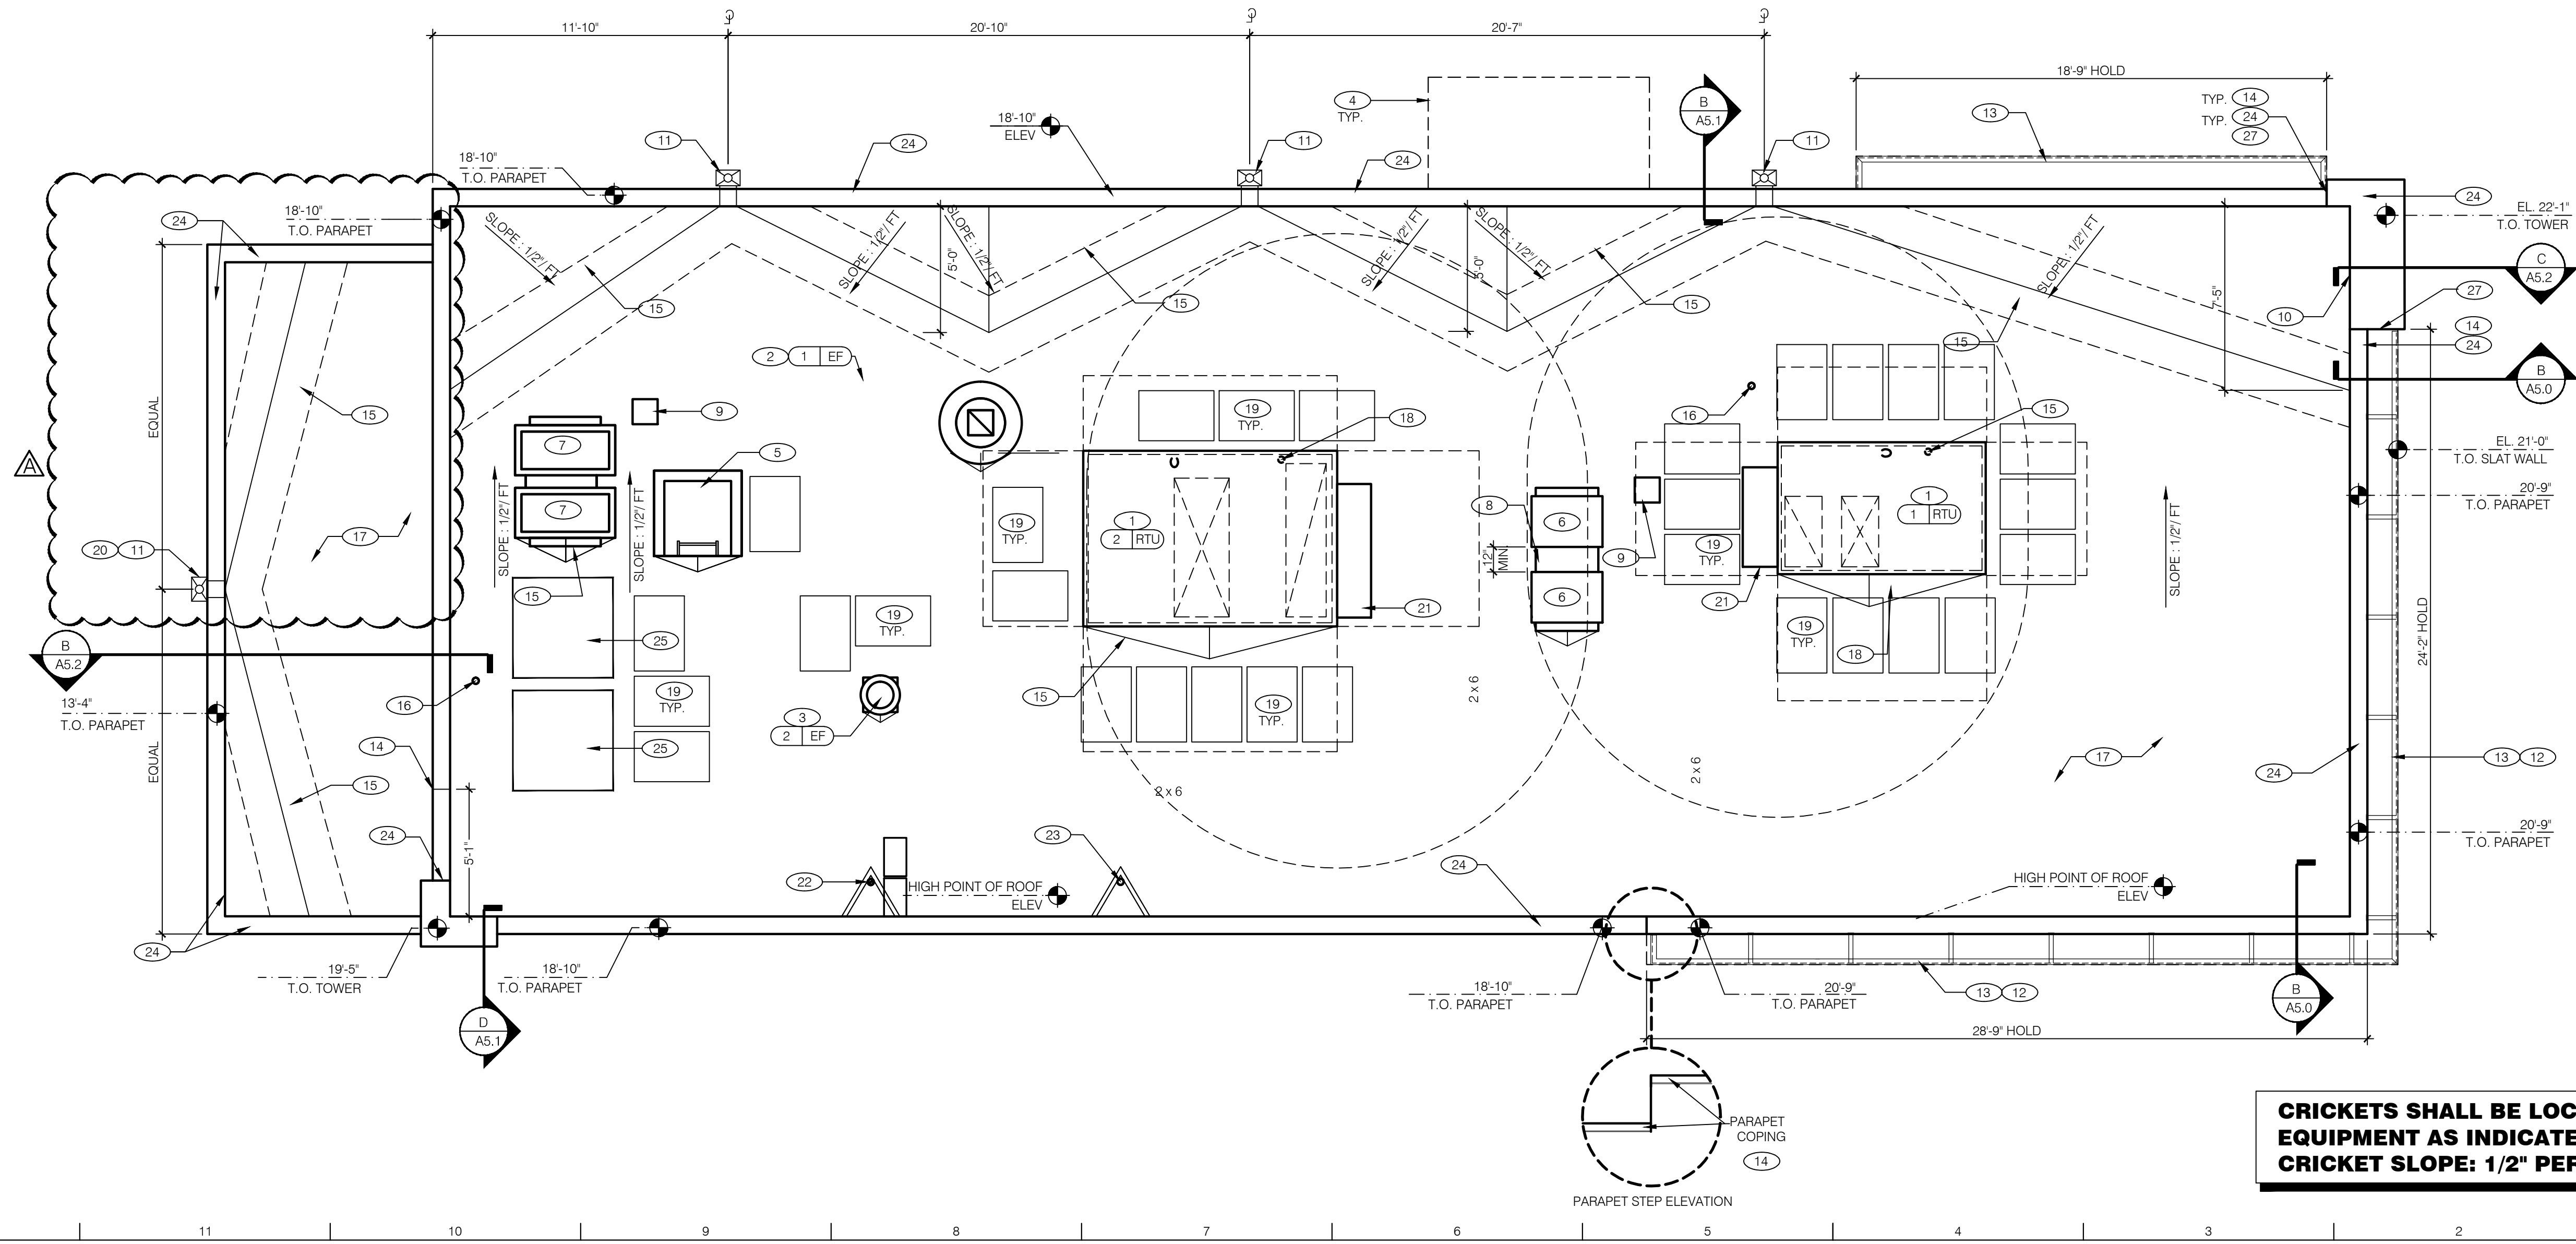 11'-10"
20'-10"
20'-7"
18'-9" HOLD
4
TYP.
B
A5.1
13
TYP. 14
TYP. 24
27
11
24
18'-10"
ELEV
11
24
11
18'-10"
T.O. PARAPET
18'-10"
T.O. PARAPET
24
24
EL. 22'-1"
T.O. TOWER
SLOPE : 1/2"/ FT
SLOPE : 1/2"/ FT
5'-0"
SLOPE : 1/2"/ FT
SLOPE : 1/2"/ FT
5'-0"
SLOPE : 1/2"/ FT
SLOPE : 1/2"/ FT
7'-5"
C
A5.2
27
10
14
24
B
A5.0
15
15
15
15
2 1 EF
9
15
EQUAL
7
5
19
TYP.
18
16
15
EL. 21'-0"
T.O. SLAT WALL
20'-9"
T.O. PARAPET
A
SLOPE : 1/2"/ FT
SLOPE : 1/2"/ FT
7
17
20 11
15
19
TYP.
1
2 RTU
8
6
12"
MIN.
6
9
19
TYP.
1
1 RTU
21
21
SLOPE : 1/2"/ FT
25
19
TYP.
19
TYP.
18
24'-2" HOLD
B
A5.2
13'-4"
T.O. PARAPET
16
19
TYP.
3
2 EF
15
19
TYP.
2 x 6
14
25
EQUAL
15
2 x 6
2 x 6
17
13 12
24
20'-9"
T.O. PARAPET
24
5'-1"
22
23
24
HIGH POINT OF ROOF
ELEV
HIGH POINT OF ROOF
ELEV
24
19'-5"
T.O. TOWER
18'-10"
T.O. PARAPET
18'-10"
T.O. PARAPET
20'-9"
T.O. PARAPET
13 12
B
A5.0
D
A5.1
28'-9" HOLD
PARAPET
COPING
14
PARAPET STEP ELEVATION
CRICKETS SHALL BE LOC
EQUIPMENT AS INDICATE
CRICKET SLOPE: 1/2" PER
11 10 9 8 7 6 5 4 3 2